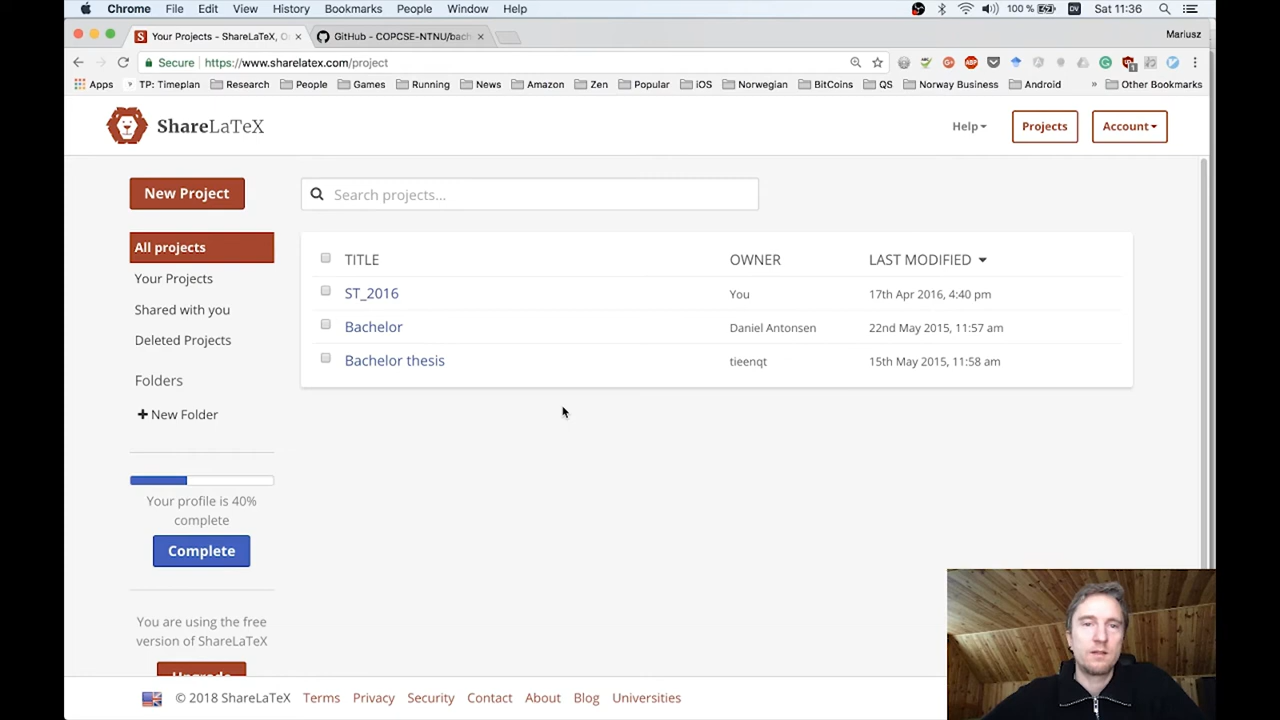 Chrome File Edit View History Bookmarks People Window Help 100 % DV Sat 11:36
Your Projects - ShareLaTeX, O GitHub - COPCSE-NTNU/bach Mariusz
Secure https://www.sharelatex.com/project
Apps TP: Timeplan Research People Games Running News Amazon Zen Popular iOS Norwegian BitCoins QS Norway Business Android » Other Bookmarks
ShareLaTeX Help Projects Account
New Project Search projects...
All projects
Your Projects
Shared with you
Deleted Projects
Folders
New Folder
TITLE OWNER LAST MODIFIED
ST_2016 You 17th Apr 2016, 4:40 pm
Bachelor Daniel Antonsen 22nd May 2015, 11:57 am
Bachelor thesis tieenqt 15th May 2015, 11:58 am
Your profile is 40%
complete
Complete
You are using the free
version of ShareLaTeX
Upgrade
© 2018 ShareLaTeX Terms Privacy Security Contact About Blog Universities